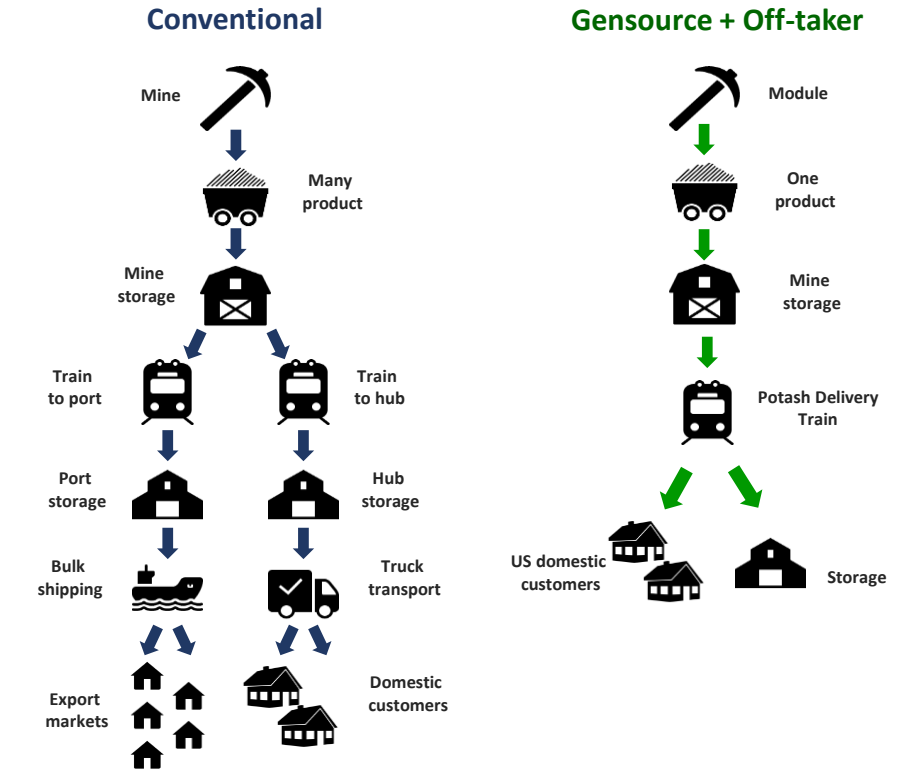 Conventional
Mine
Many
product
Mine
storage
Train
to port
Train
to hub
Port
storage
Hub
storage
Bulk
shipping
Truck
transport
Export
markets
Domestic
customers
Gensource + Off-taker
Module
One
product
Mine
storage
Potash Delivery
Train
US domestic
customers
Storage